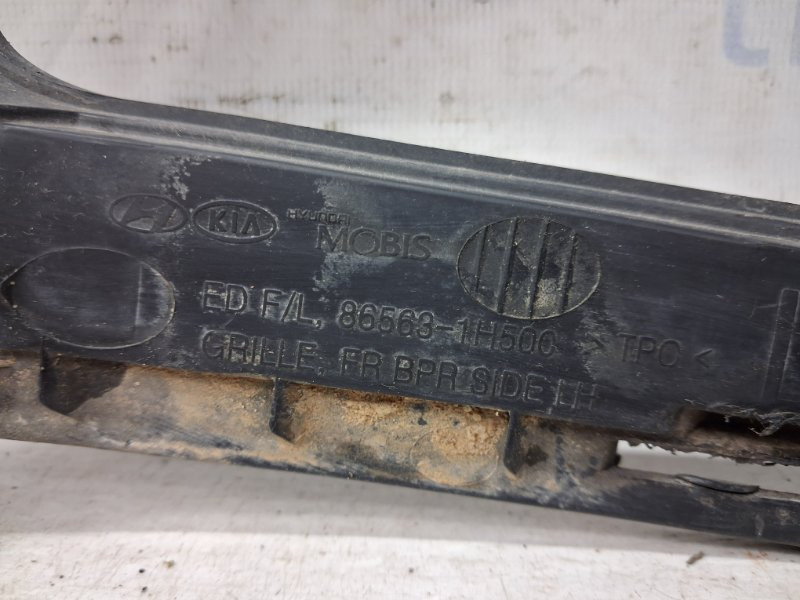 KIA
HYUNDAI
MOBIS
ED F/L, 86563-1H500 > TPO <
GRILLE, FR BPR SIDE LH